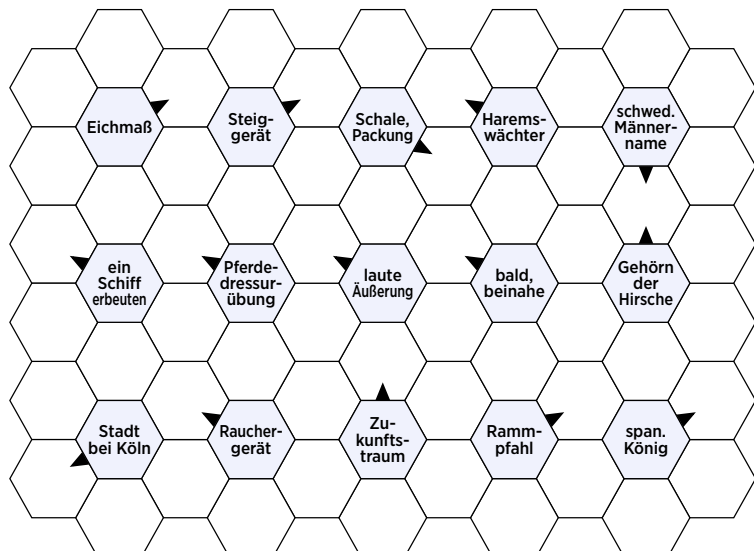 Eichmaß
Steig-
gerät
Schale,
Packung
Harems-
wächter
schwed.
Männer-
name
ein
Schiff
erbeuten
Pferde-
dressur-
übung
laute
Äußerung
bald,
beinahe
Gehörn
der
Hirsche
Stadt
bei Köln
Raucher-
gerät
Zu-
kunfts-
traum
Ramm-
pfahl
span.
König